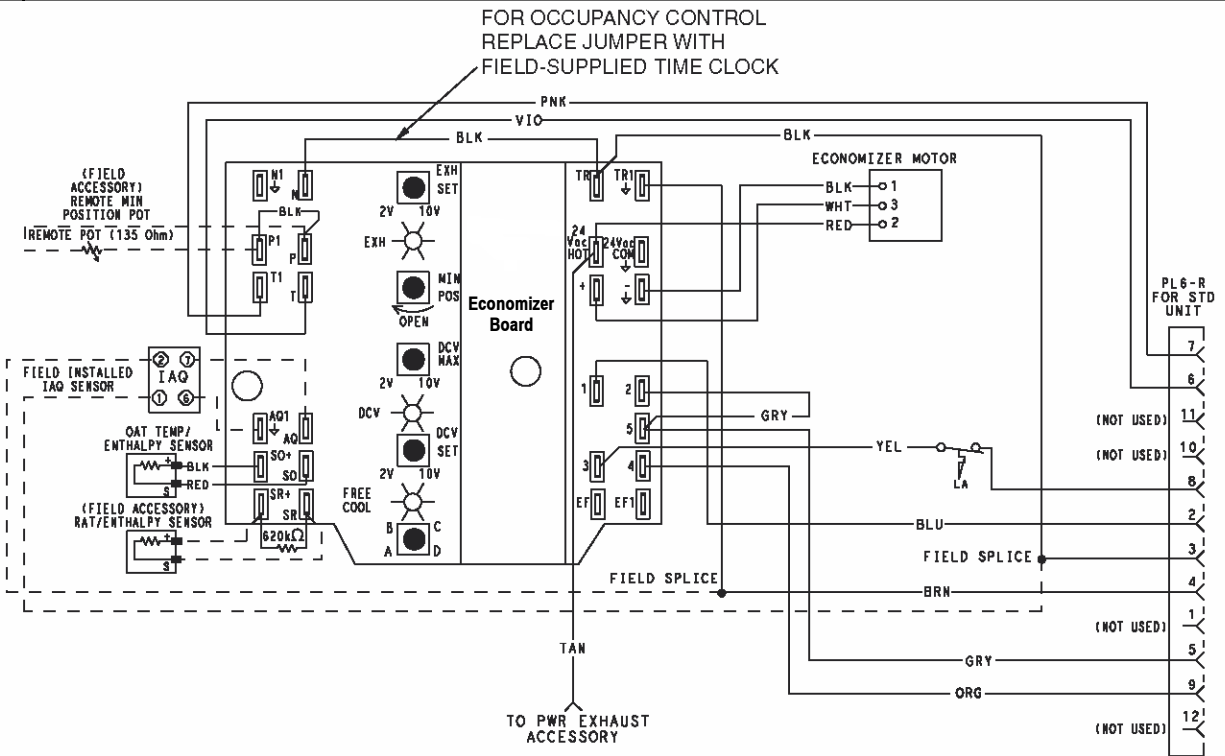 FOR OCCUPANCY CONTROL
REPLACE JUMPER WITH
FIELD-SUPPLIED TIME CLOCK
PNK
VIO
BLK
BLK
(FIELD
ACCESSORY)
REMOTE MIN
POSITION POT
REMOTE POT (135 Ohm)
N1
N
BLK
P1
P
T1
T
EXH
SET
2V 10V
EXH
MIN
POS
OPEN
DCV
MAX
2V 10V
DCV
DCV
SET
2V 10V
FREE
COOL
B C
A D
Economizer
Board
TR
TR1
24
Vac
HOT
24Vac
COM
+
-
1
2
5
3
4
EF
EF1
ECONOMIZER MOTOR
BLK 1
WHT 3
RED 2
FIELD INSTALLED
IAQ SENSOR
2 7
IAQ
1 6
AQ1
AQ
OAT TEMP/
ENTHALPY SENSOR
+
S
BLK
RED
SO+
SO
(FIELD ACCESSORY)
RAT/ENTHALPY SENSOR
+
S
SR+
SR
620kΩ
GRY
YEL
LA
BLU
FIELD SPLICE
FIELD SPLICE
BRN
TAN
GRY
ORG
TO PWR EXHAUST
ACCESSORY
PL6-R
FOR STD
UNIT
7
6
(NOT USED) 11
(NOT USED) 10
8
2
3
4
(NOT USED) 1
5
9
(NOT USED) 12